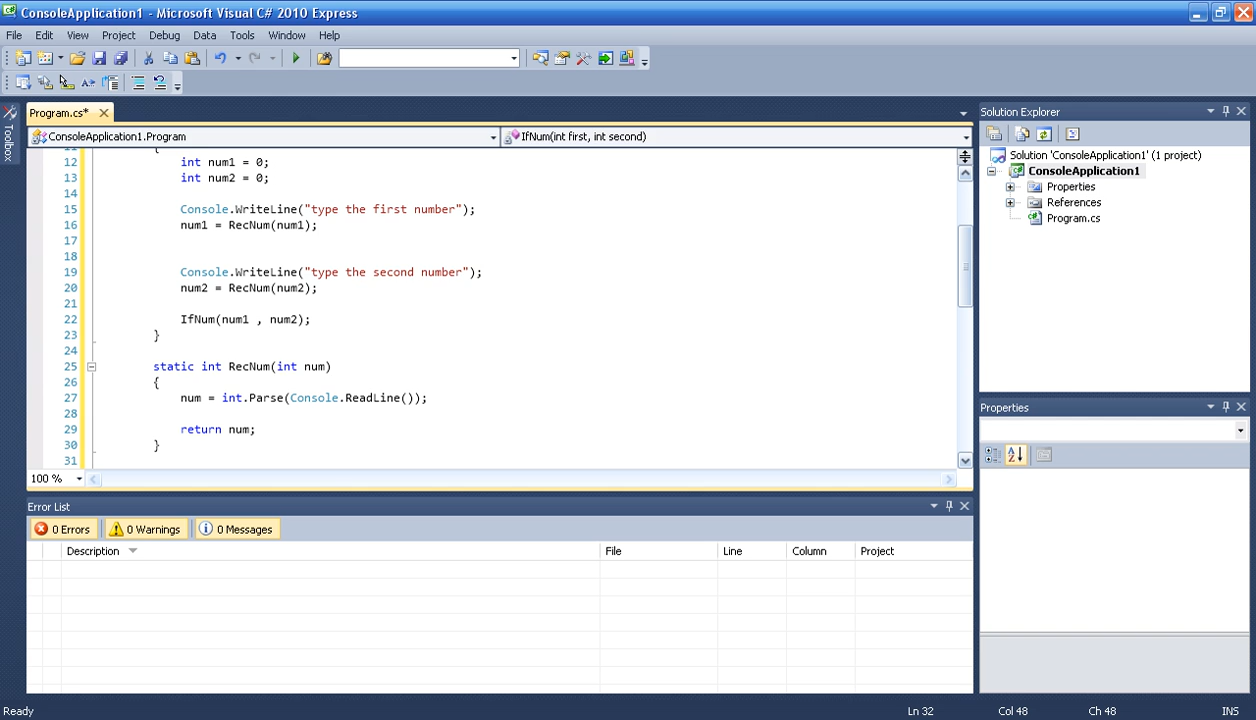 ConsoleApplication1 - Microsoft Visual C# 2010 Express
File Edit View Project Debug Data Tools Window Help
Toolbox
Program.cs*
ConsoleApplication1.Program
IfNum(int first, int second)
11 {
12 int num1 = 0;
13 int num2 = 0;
14
15 Console.WriteLine("type the first number");
16 num1 = RecNum(num1);
17
18
19 Console.WriteLine("type the second number");
20 num2 = RecNum(num2);
21
22 IfNum(num1 , num2);
23 }
24
25 static int RecNum(int num)
26 {
27 num = int.Parse(Console.ReadLine());
28
29 return num;
30 }
31
100 %
Error List
0 Errors 0 Warnings 0 Messages
Description File Line Column Project
Solution Explorer
Solution 'ConsoleApplication1' (1 project)
ConsoleApplication1
Properties
References
Program.cs
Properties
Ready Ln 32 Col 48 Ch 48 INS